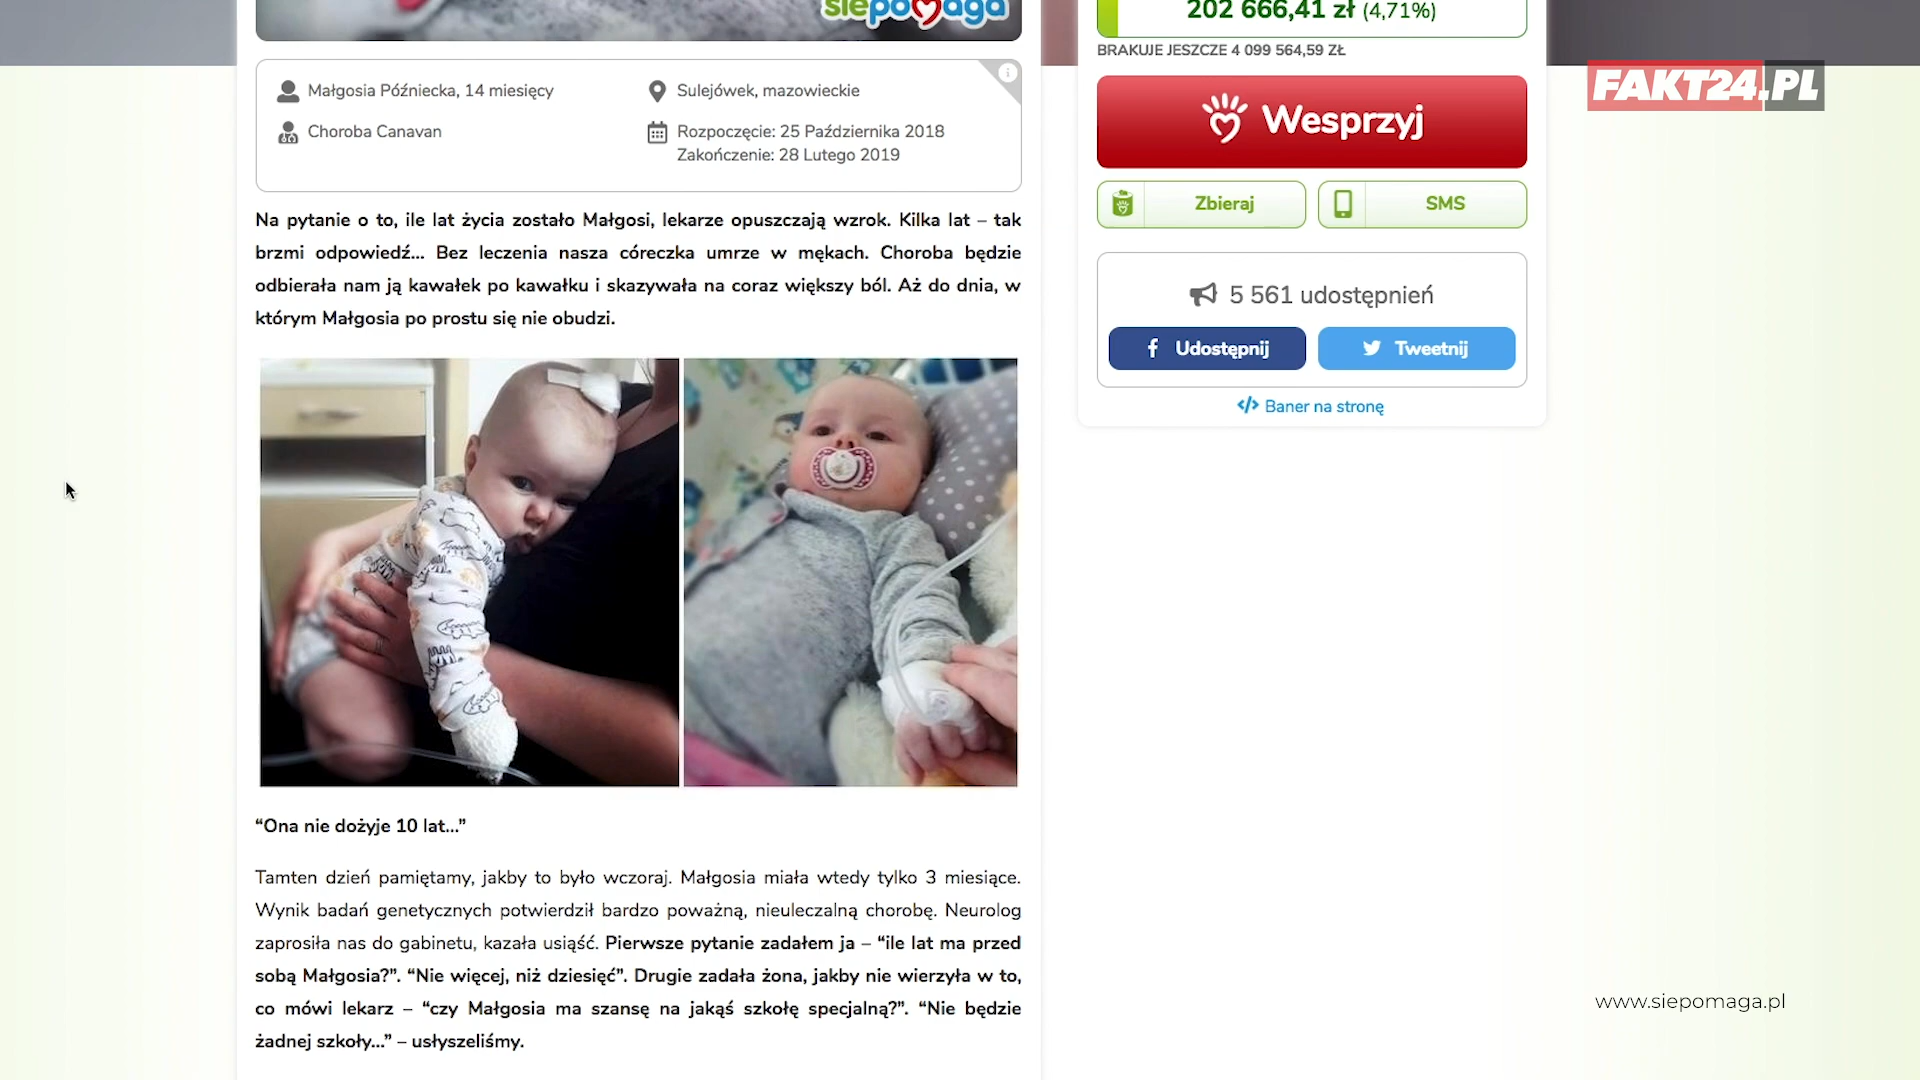 siepomaga
Małgosia Późniecka, 14 miesięcy
Choroba Canavan
Sulejówek, mazowieckie
Rozpoczęcie: 25 Października 2018
Zakończenie: 28 Lutego 2019
Na pytanie o to, ile lat życia zostało Małgosi, lekarze opuszczają wzrok. Kilka lat – tak
brzmi odpowiedź... Bez leczenia nasza córeczka umrze w mękach. Choroba będzie
odbierała nam ją kawałek po kawałku i skazywała na coraz większy ból. Aż do dnia, w
którym Małgosia po prostu się nie obudzi.
“Ona nie dożyje 10 lat...”
Tamten dzień pamiętamy, jakby to było wczoraj. Małgosia miała wtedy tylko 3 miesiące.
Wynik badań genetycznych potwierdził bardzo poważną, nieuleczalną chorobę. Neurolog
zaprosiła nas do gabinetu, kazała usiąść. Pierwsze pytanie zadałem ja – “ile lat ma przed
sobą Małgosia?”. “Nie więcej, niż dziesięć”. Drugie zadała żona, jakby nie wierzyła w to,
co mówi lekarz – “czy Małgosia ma szansę na jakąś szkołę specjalną?”. “Nie będzie
żadnej szkoły...” – usłyszeliśmy.
202 666,41 zł (4,71%)
BRAKUJE JESZCZE 4 099 564,59 ZŁ
Wesprzyj
Zbieraj
SMS
5 561 udostępnień
Udostępnij
Tweetnij
Baner na stronę
FAKT24.PL
www.siepomaga.pl